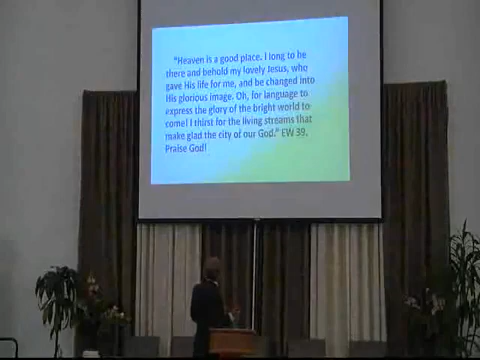 "Heaven is a good place. I long to be
there and behold my lovely Jesus, who
gave His life for me, and be changed into
His glorious image. Oh, for language to
express the glory of the bright world to
come! I thirst for the living streams that
make glad the city of our God." EW 39.
Praise God!